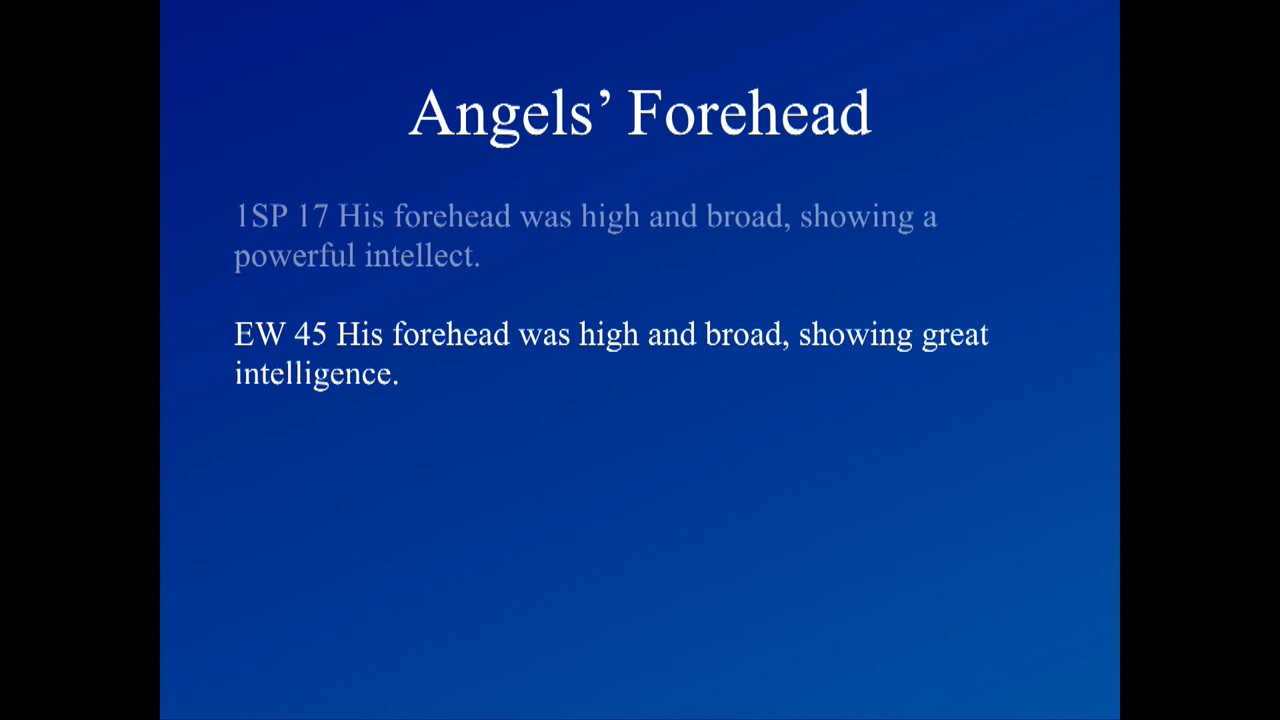 Angels’ Forehead
1SP 17 His forehead was high and broad, showing a
powerful intellect.
EW 45 His forehead was high and broad, showing great
intelligence.